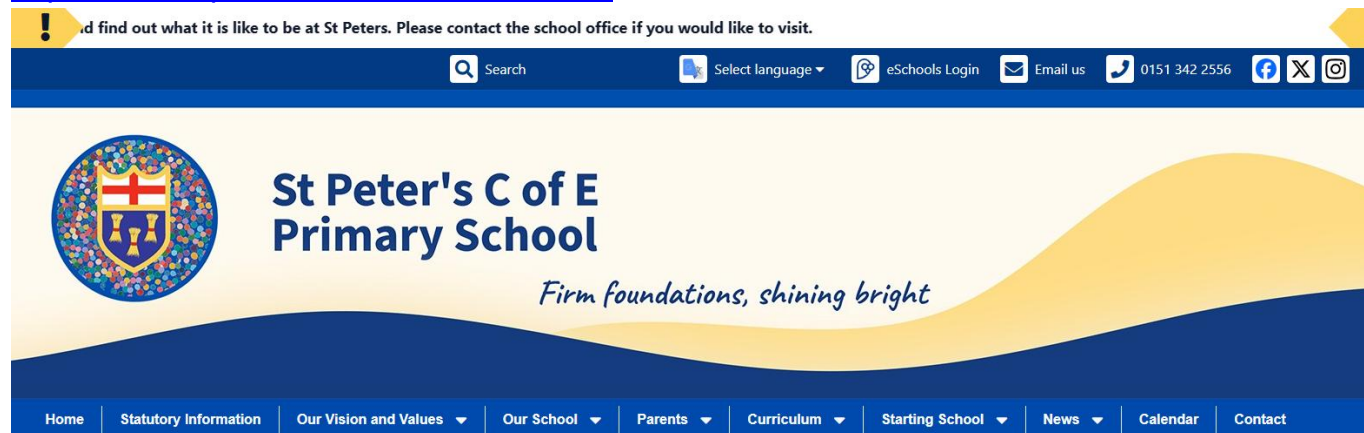 find out what it is like to be at St Peters. Please contact the school office if you would like to visit.
Search Select language eSchools Login Email us 0151 342 2556
St Peter's C of E
Primary School
Firm foundations, shining bright
Home Statutory Information Our Vision and Values Our School Parents Curriculum Starting School News Calendar Contact